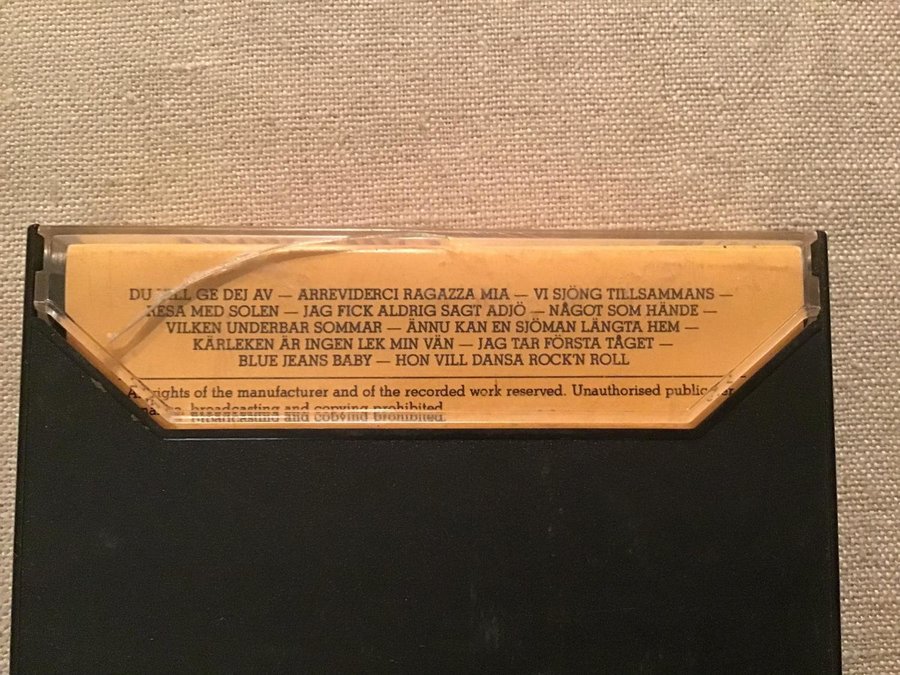 DU VILL GE DEJ AV — ARREVIDERCI RAGAZZA MIA — VI SJÖNG TILLSAMMANS —
RESA MED SOLEN — JAG FICK ALDRIG SAGT ADJÖ — NÅGOT SOM HÄNDE —
VILKEN UNDERBAR SOMMAR — ÄNNU KAN EN SJÖMAN LÄNGTA HEM —
KÄRLEKEN ÄR INGEN LEK MIN VÄN — JAG TAR FÖRSTA TÅGET —
BLUE JEANS BABY — HON VILL DANSA ROCK'N ROLL
rights of the manufacturer and of the recorded work reserved. Unauthorised public
broadcasting and copying prohibited.